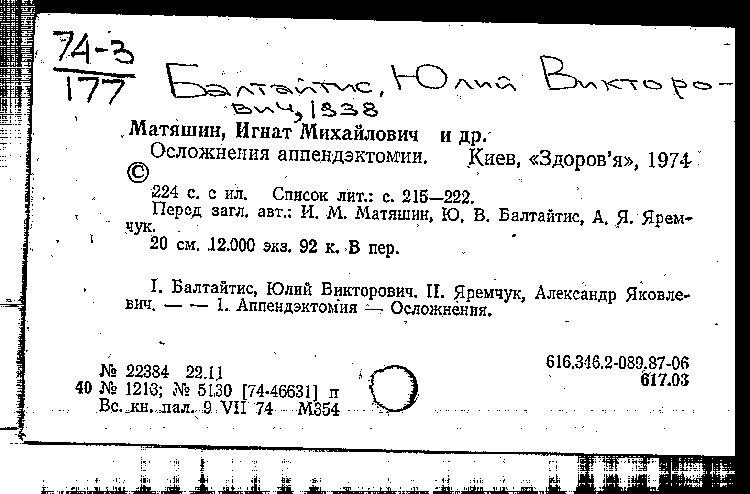 74-3
177
Балтайтис, Юлий Викторо-
вич, 1938
Матяшин, Игнат Михайлович и др.
Осложнения аппендэктомии. Киев, «Здоров'я», 1974
©
224 с. с ил. Список лит.: с. 215—222.
Перед загл. авт.: И. М. Матяшин, Ю. В. Балтайтис, А. Я. Ярем-
чук.
20 см. 12.000 экз. 92 к. В пер.
I. Балтайтис, Юлий Викторович. II. Яремчук, Александр Яковле-
вич. — — 1. Аппендэктомия — Осложнения.
616.346.2-089.87-06
617.03
№ 22384 22.11
40 № 1213; № 5130 [74-46631] п
Вс. кн. пал. 9 VII 74 М354